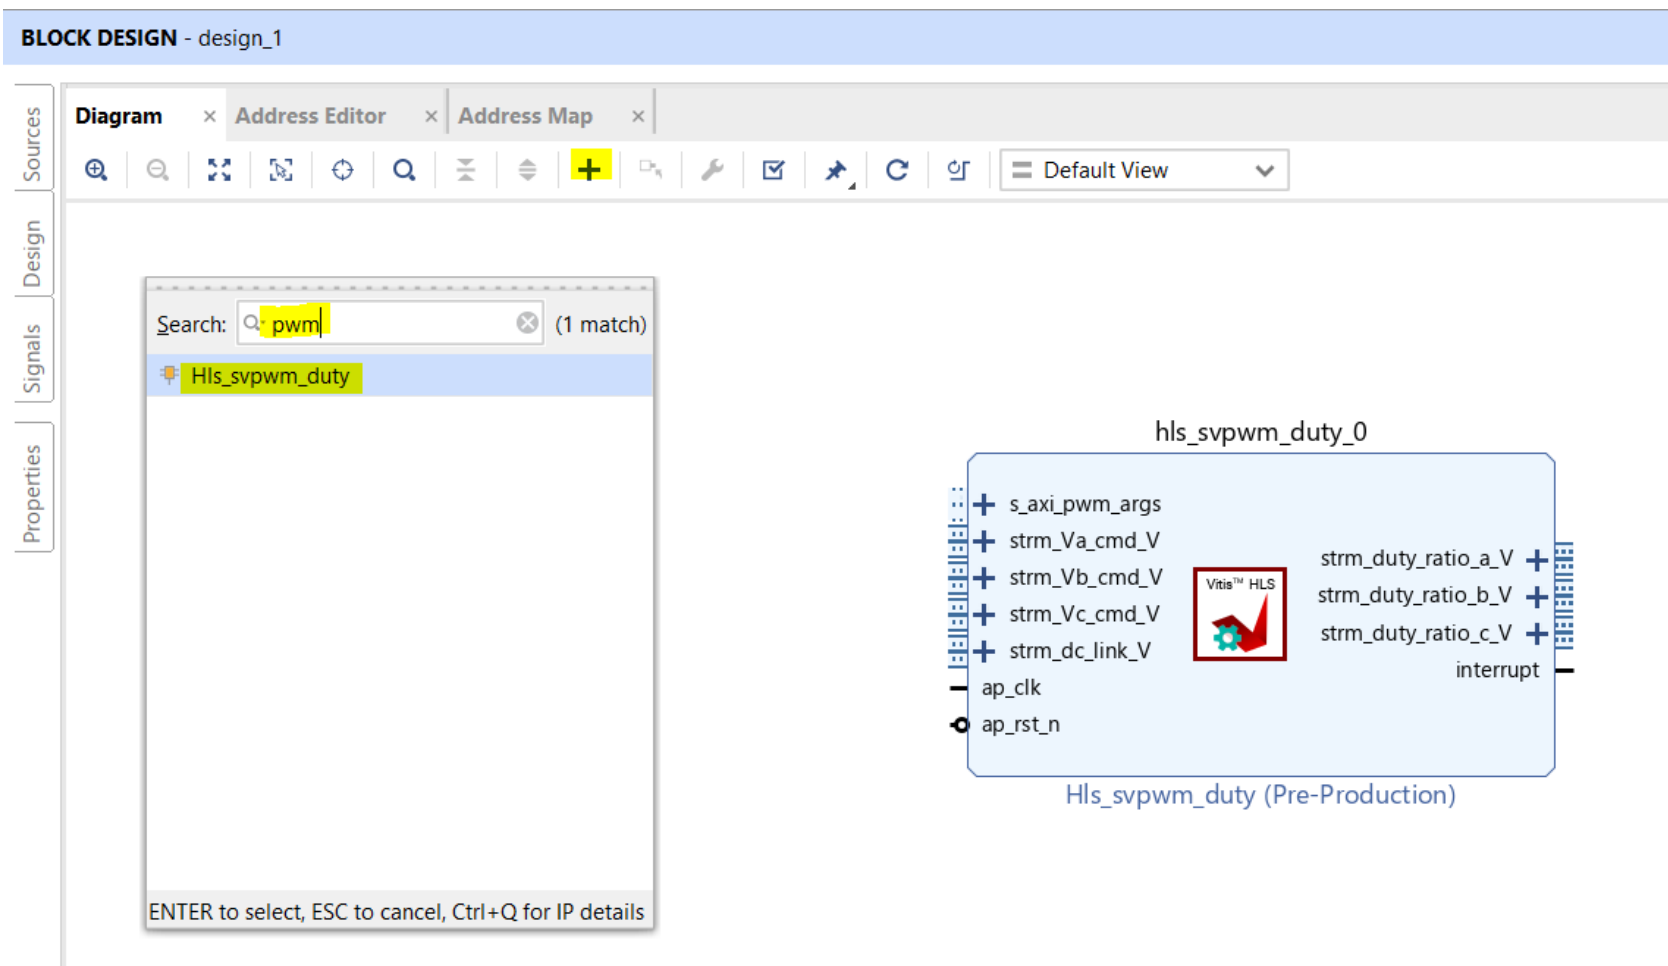 BLOCK DESIGN - design_1
Sources
Design
Signals
Properties
Diagram × Address Editor × Address Map ×
Default View
Search: pwm (1 match)
Hls_svpwm_duty
ENTER to select, ESC to cancel, Ctrl+Q for IP details
hls_svpwm_duty_0
s_axi_pwm_args
strm_Va_cmd_V
strm_Vb_cmd_V
strm_Vc_cmd_V
strm_dc_link_V
ap_clk
ap_rst_n
Vitis™ HLS
strm_duty_ratio_a_V
strm_duty_ratio_b_V
strm_duty_ratio_c_V
interrupt
Hls_svpwm_duty (Pre-Production)